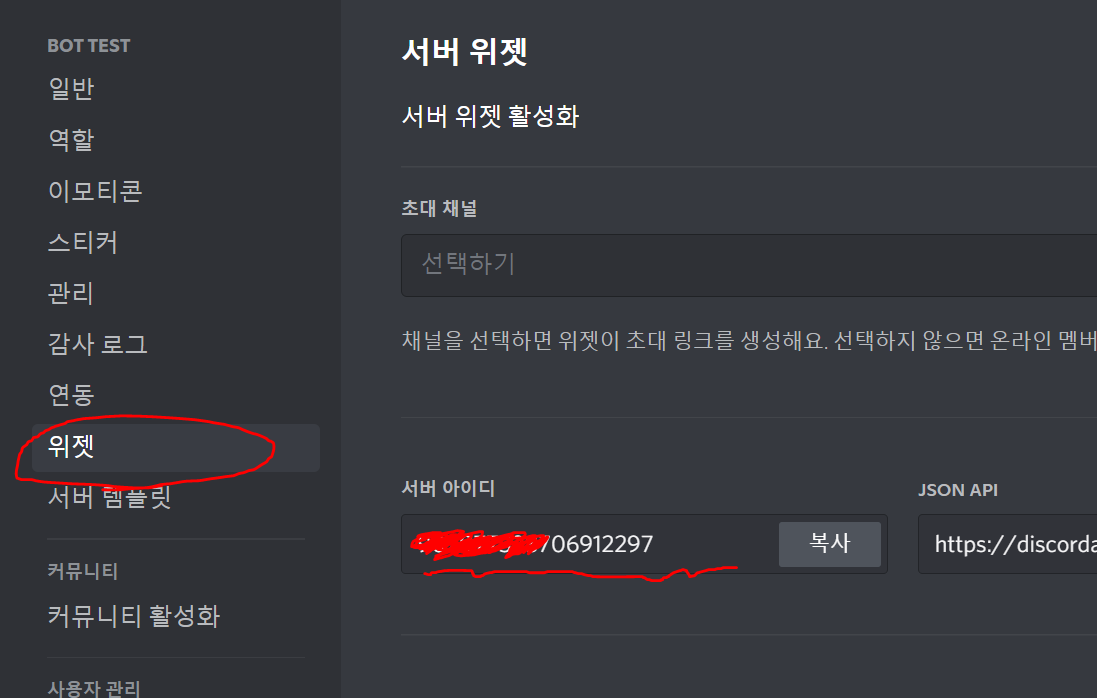 BOT TEST
일반
역할
이모티콘
스티커
관리
감사 로그
연동
위젯
서버 템플릿
커뮤니티
커뮤니티 활성화
사용자 관리
서버 위젯
서버 위젯 활성화
초대 채널
선택하기
채널을 선택하면 위젯이 초대 링크를 생성해요. 선택하지 않으면 온라인 멤버
서버 아이디
706912297
복사
JSON API
https://discorda